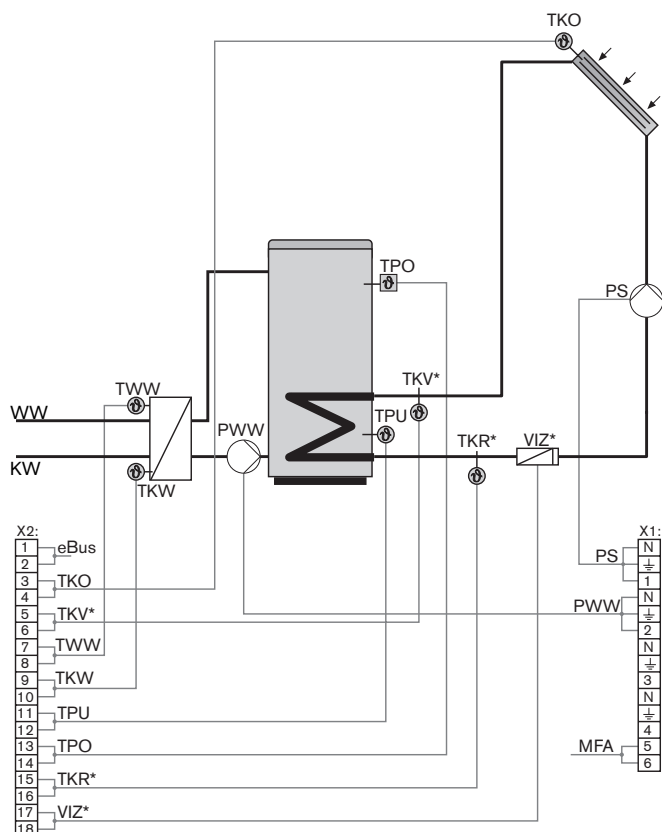 TKO
TPO
PS
TKV*
TWW
WW
PWW
TPU
TKR*
VIZ*
KW
TKW
X2:
1
2
eBus
3
4
TKO
5
6
TKV*
7
8
TWW
9
10
TKW
11
12
TPU
13
14
TPO
15
16
TKR*
17
18
VIZ*
X1:
N
PS
1
N
PWW
2
N
3
N
4
MFA
5
6